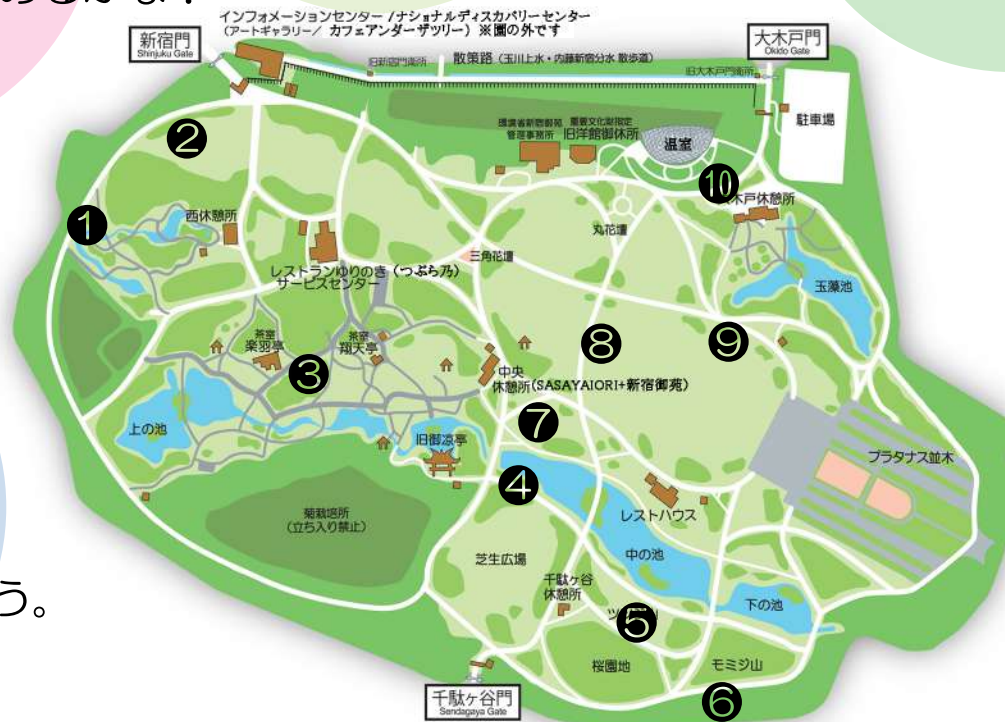 インフォメーションセンター /ナショナルディスカバリーセンター
(アートギャラリー/ カフェアンダーザツリー) ※園の外です
新宿門
Shinjuku Gate
大木戸門
Okido Gate
旧新宿門衛所
散策路 (玉川上水・内藤新宿分水 散歩道)
旧大木戸門衛所
駐車場
環境省新宿御苑
管理事務所
重要文化財指定
旧洋館御休所
温室
❷
❿
❶
西休憩所
大木戸休憩所
丸花壇
三角花壇
レストランゆりのき (つぶら乃)
サービスセンター
玉藻池
茶室
楽羽亭
茶室
翔天亭
❽
❾
❸
中央
休憩所(SASAYAIORI+新宿御苑)
❼
上の池
旧御凉亭
プラタナス並木
❹
レストハウス
菊栽培所
(立ち入り禁止)
芝生広場
中の池
千駄ヶ谷
休憩所
下の池
う。
❺
桜園地
モミジ山
❻
千駄ヶ谷門
Sendagaya Gate